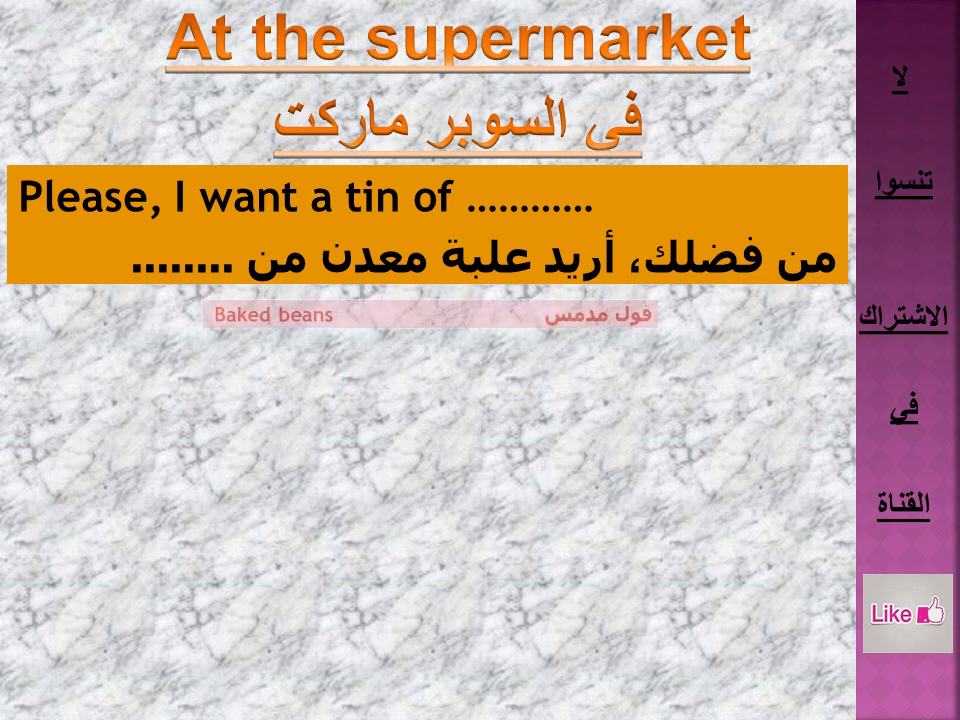 At the supermarket
في السوبر ماركت
Please, I want a tin of …………
من فضلك، أريد علبة معدن من ........
Baked beans فول مدمس
لا
تنسوا
الاشتراك
في
القناة
Like